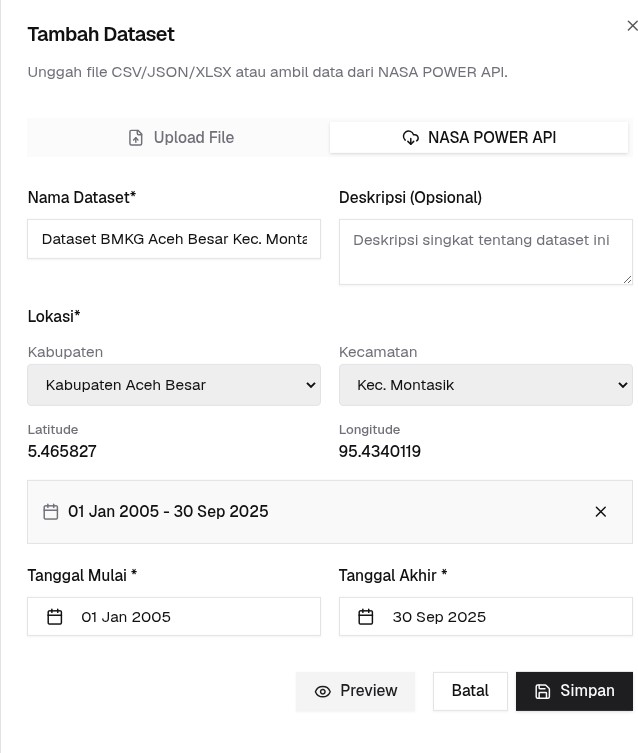 Tambah Dataset
Unggah file CSV/JSON/XLSX atau ambil data dari NASA POWER API.
Upload File
NASA POWER API
Nama Dataset*
Deskripsi (Opsional)
Dataset BMKG Aceh Besar Kec. Monta
Deskripsi singkat tentang dataset ini
Lokasi*
Kabupaten
Kecamatan
Kabupaten Aceh Besar
Kec. Montasik
Latitude
Longitude
5.465827
95.4340119
01 Jan 2005 - 30 Sep 2025
Tanggal Mulai *
Tanggal Akhir *
01 Jan 2005
30 Sep 2025
Preview
Batal
Simpan